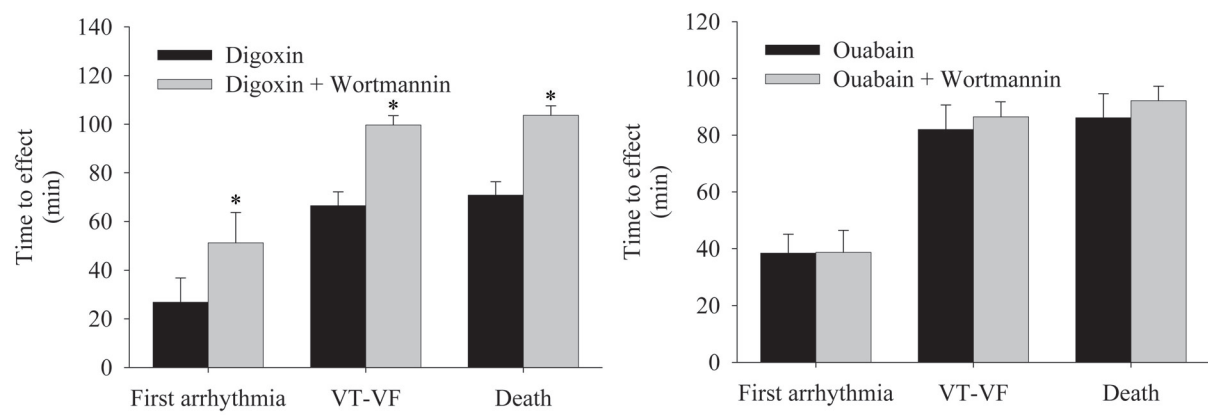 140
120
100
80
60
40
20
0
Time to effect
(min)
Digoxin
Digoxin + Wortmannin
*
*
*
First arrhythmia
VT-VF
Death
120
100
80
60
40
20
0
Time to effect
(min)
Ouabain
Ouabain + Wortmannin
First arrhythmia
VT-VF
Death